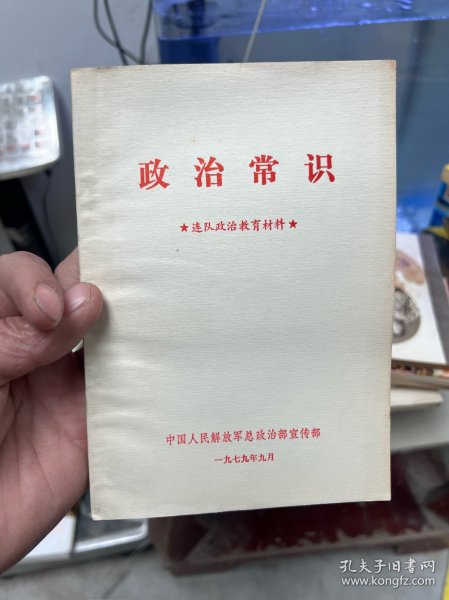 政治常识
★连队政治教育材料★
中国人民解放军总政治部宣传部
一九七九年九月
孔夫子旧书网
www.kongfz.com